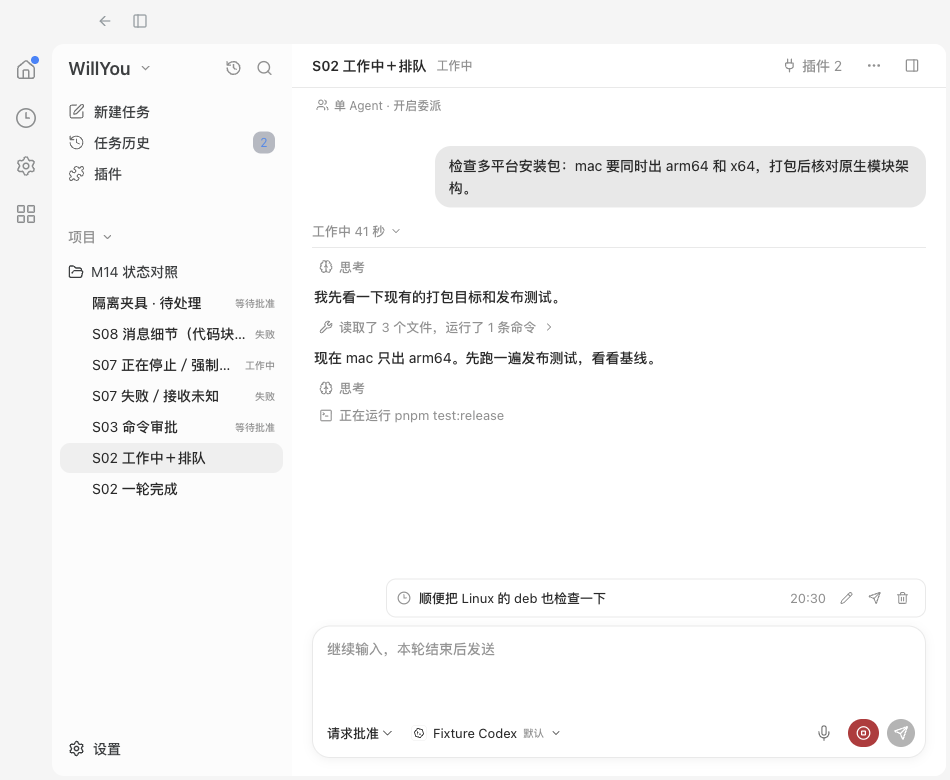 WillYou
新建任务
任务历史 2
插件
项目
M14 状态对照
隔离夹具 · 待处理 等待批准
S08 消息细节（代码块... 失败
S07 正在停止 / 强制... 工作中
S07 失败 / 接收未知 失败
S03 命令审批 等待批准
S02 工作中＋排队
S02 一轮完成
设置
S02 工作中＋排队 工作中 插件 2
单 Agent · 开启委派
检查多平台安装包：mac 要同时出 arm64 和 x64，打包后核对原生模块架
构。
工作中 41 秒
思考
我先看一下现有的打包目标和发布测试。
读取了 3 个文件，运行了 1 条命令
现在 mac 只出 arm64。先跑一遍发布测试，看看基线。
思考
正在运行 pnpm test:release
顺便把 Linux 的 deb 也检查一下 20:30
继续输入，本轮结束后发送
请求批准 Fixture Codex 默认